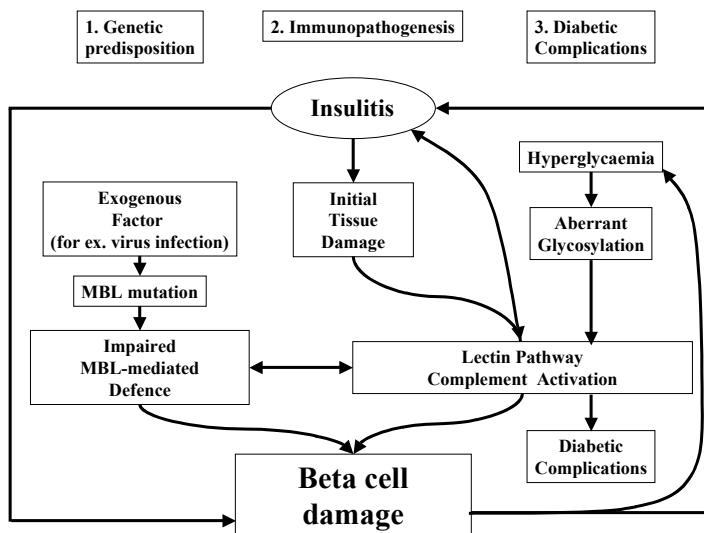 1. Genetic
predisposition
2. Immunopathogenesis
3. Diabetic
Complications
Insulitis
Hyperglycaemia
Exogenous
Factor
(for ex. virus infection)
Initial
Tissue
Damage
Aberrant
Glycosylation
MBL mutation
Impaired
MBL-mediated
Defence
Lectin Pathway
Complement Activation
Diabetic
Complications
Beta cell
damage